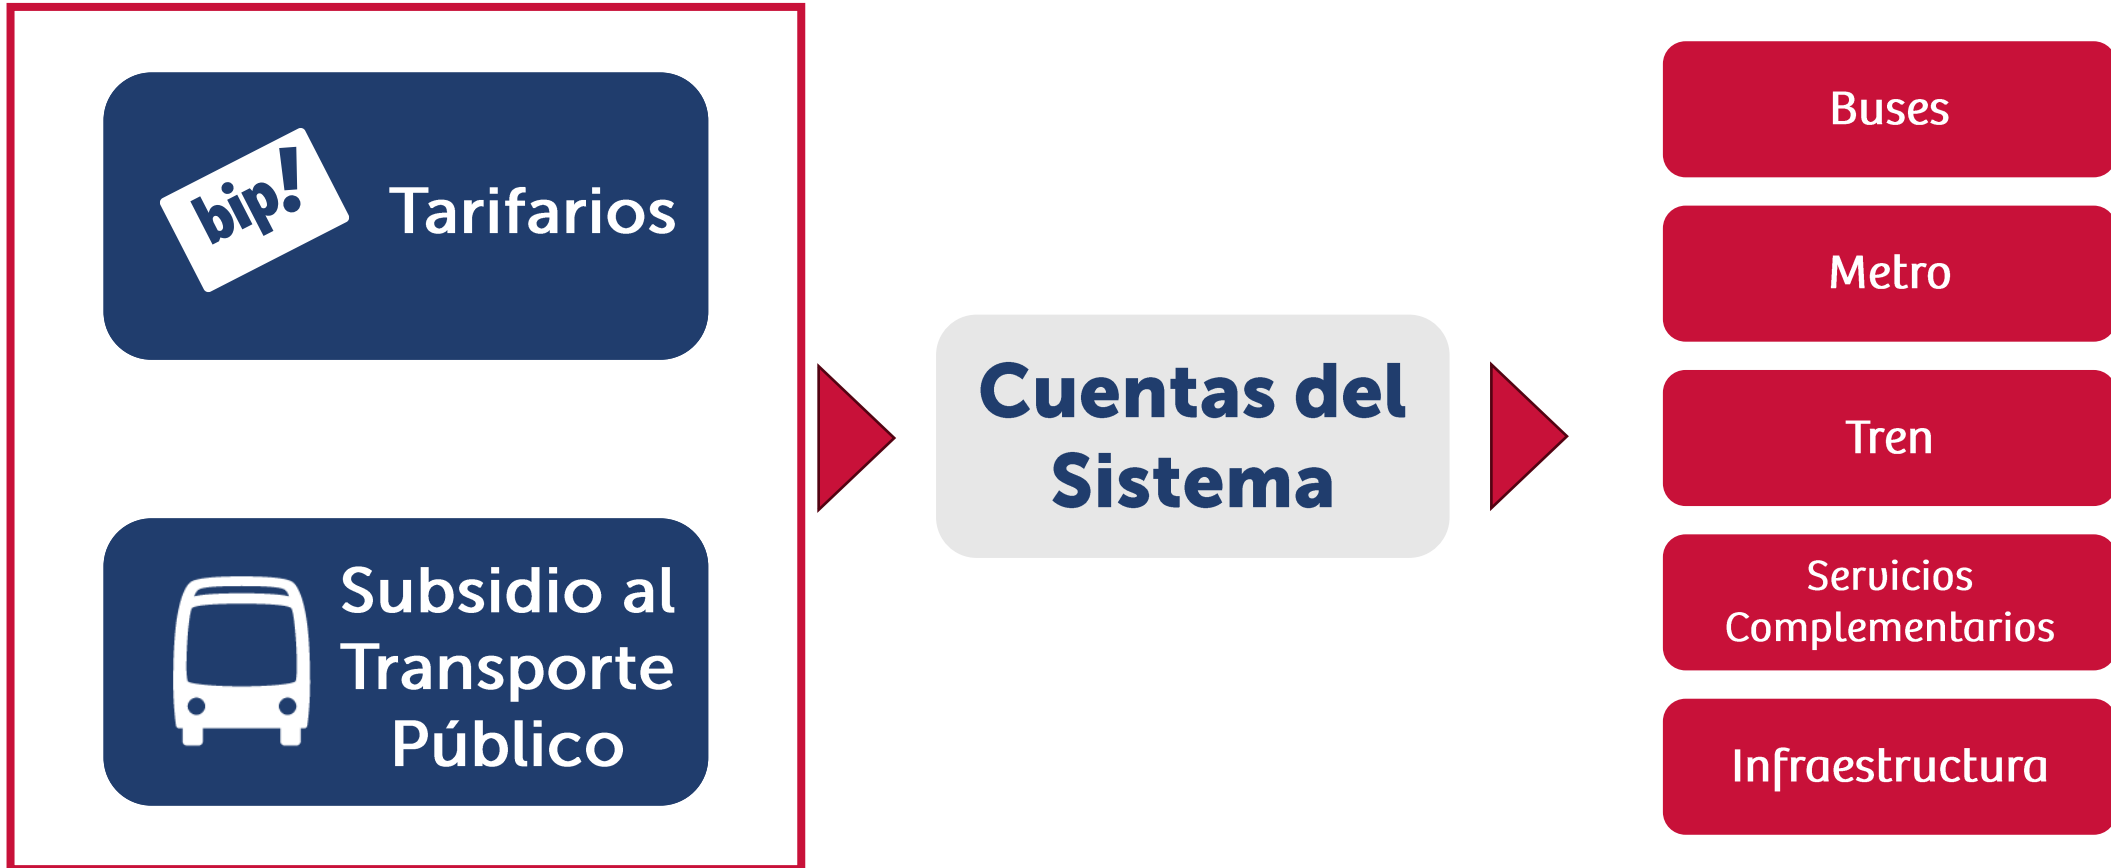 bip!
Tarifarios
Subsidio al
Transporte
Público
Cuentas del
Sistema
Buses
Metro
Tren
Servicios
Complementarios
Infraestructura